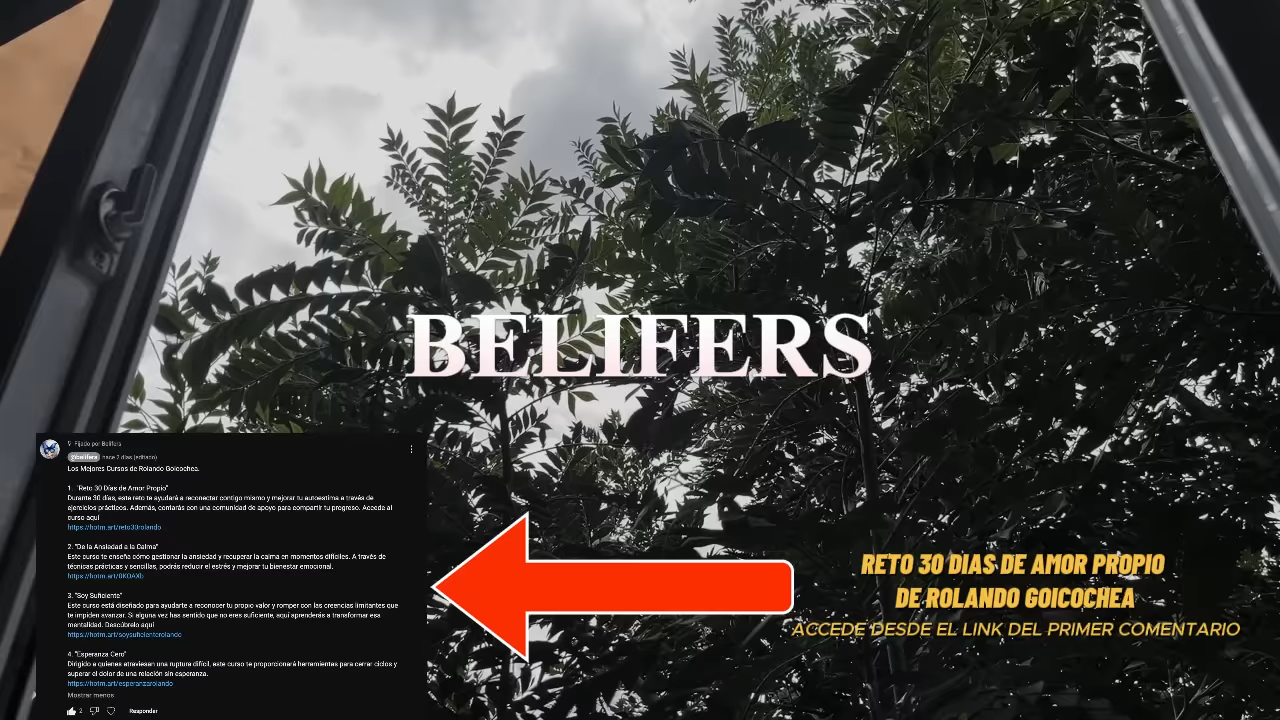 BELIFERS
Fijado por Belifers
@belifers hace 2 días (editado)
Los Mejores Cursos de Rolando Goicochea.
1. "Reto 30 Días de Amor Propio"
Durante 30 días, este reto te ayudará a reconectar contigo mismo y mejorar tu autoestima a través de
ejercicios prácticos. Además, contarás con una comunidad de apoyo para compartir tu progreso. Accede al
curso aquí
https://hotm.art/reto30rolando
2. "De la Ansiedad a la Calma"
Este curso te enseña cómo gestionar la ansiedad y recuperar la calma en momentos difíciles. A través de
técnicas prácticas y sencillas, podrás reducir el estrés y mejorar tu bienestar emocional.
https://hotm.art/0KOAXb
3. "Soy Suficiente"
Este curso está diseñado para ayudarte a reconocer tu propio valor y romper con las creencias limitantes que
te impiden avanzar. Si alguna vez has sentido que no eres suficiente, aquí aprenderás a transformar esa
mentalidad. Descúbrelo aquí
https://hotm.art/soysuficienterolando
4. "Esperanza Cero"
Dirigido a quienes atraviesan una ruptura difícil, este curso te proporcionará herramientas para cerrar ciclos y
superar el dolor de una relación sin esperanza.
https://hotm.art/esperanzarolando
Mostrar menos
2 Responder
RETO 30 DIAS DE AMOR PROPIO
DE ROLANDO GOICOCHEA
ACCEDE DESDE EL LINK DEL PRIMER COMENTARIO